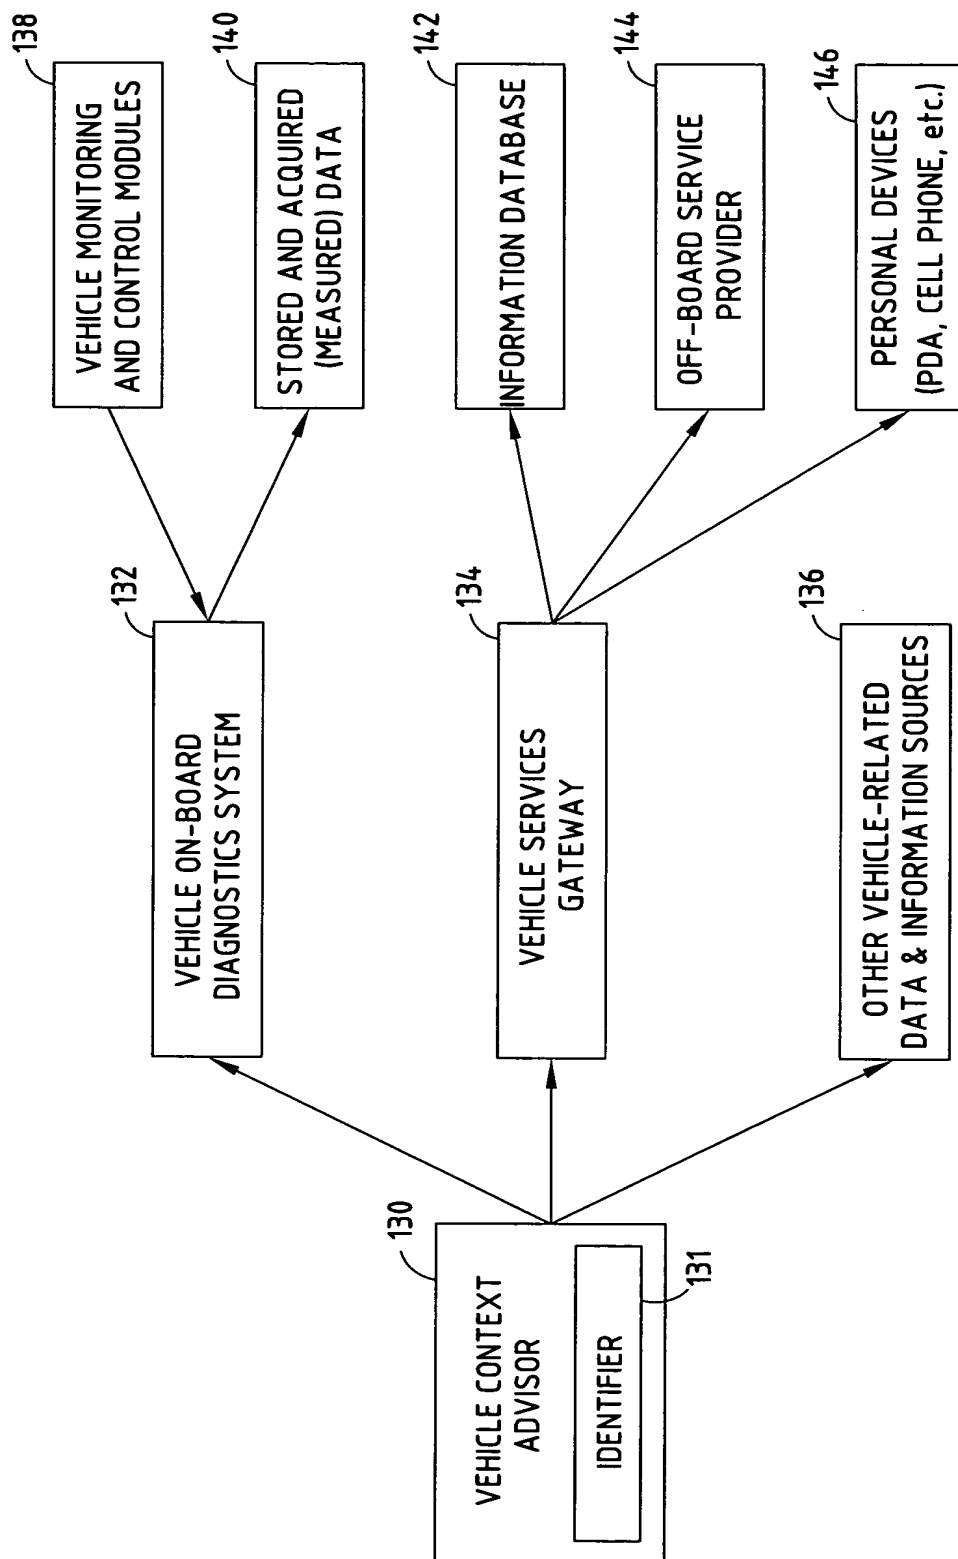 130
VEHICLE CONTEXT
ADVISOR
IDENTIFIER
131
132
VEHICLE ON-BOARD
DIAGNOSTICS SYSTEM
134
VEHICLE SERVICES
GATEWAY
136
OTHER VEHICLE-RELATED
DATA & INFORMATION SOURCES
138
VEHICLE MONITORING
AND CONTROL MODULES
140
STORED AND ACQUIRED
(MEASURED) DATA
142
INFORMATION DATABASE
144
OFF-BOARD SERVICE
PROVIDER
146
PERSONAL DEVICES
(PDA, CELL PHONE, etc.)